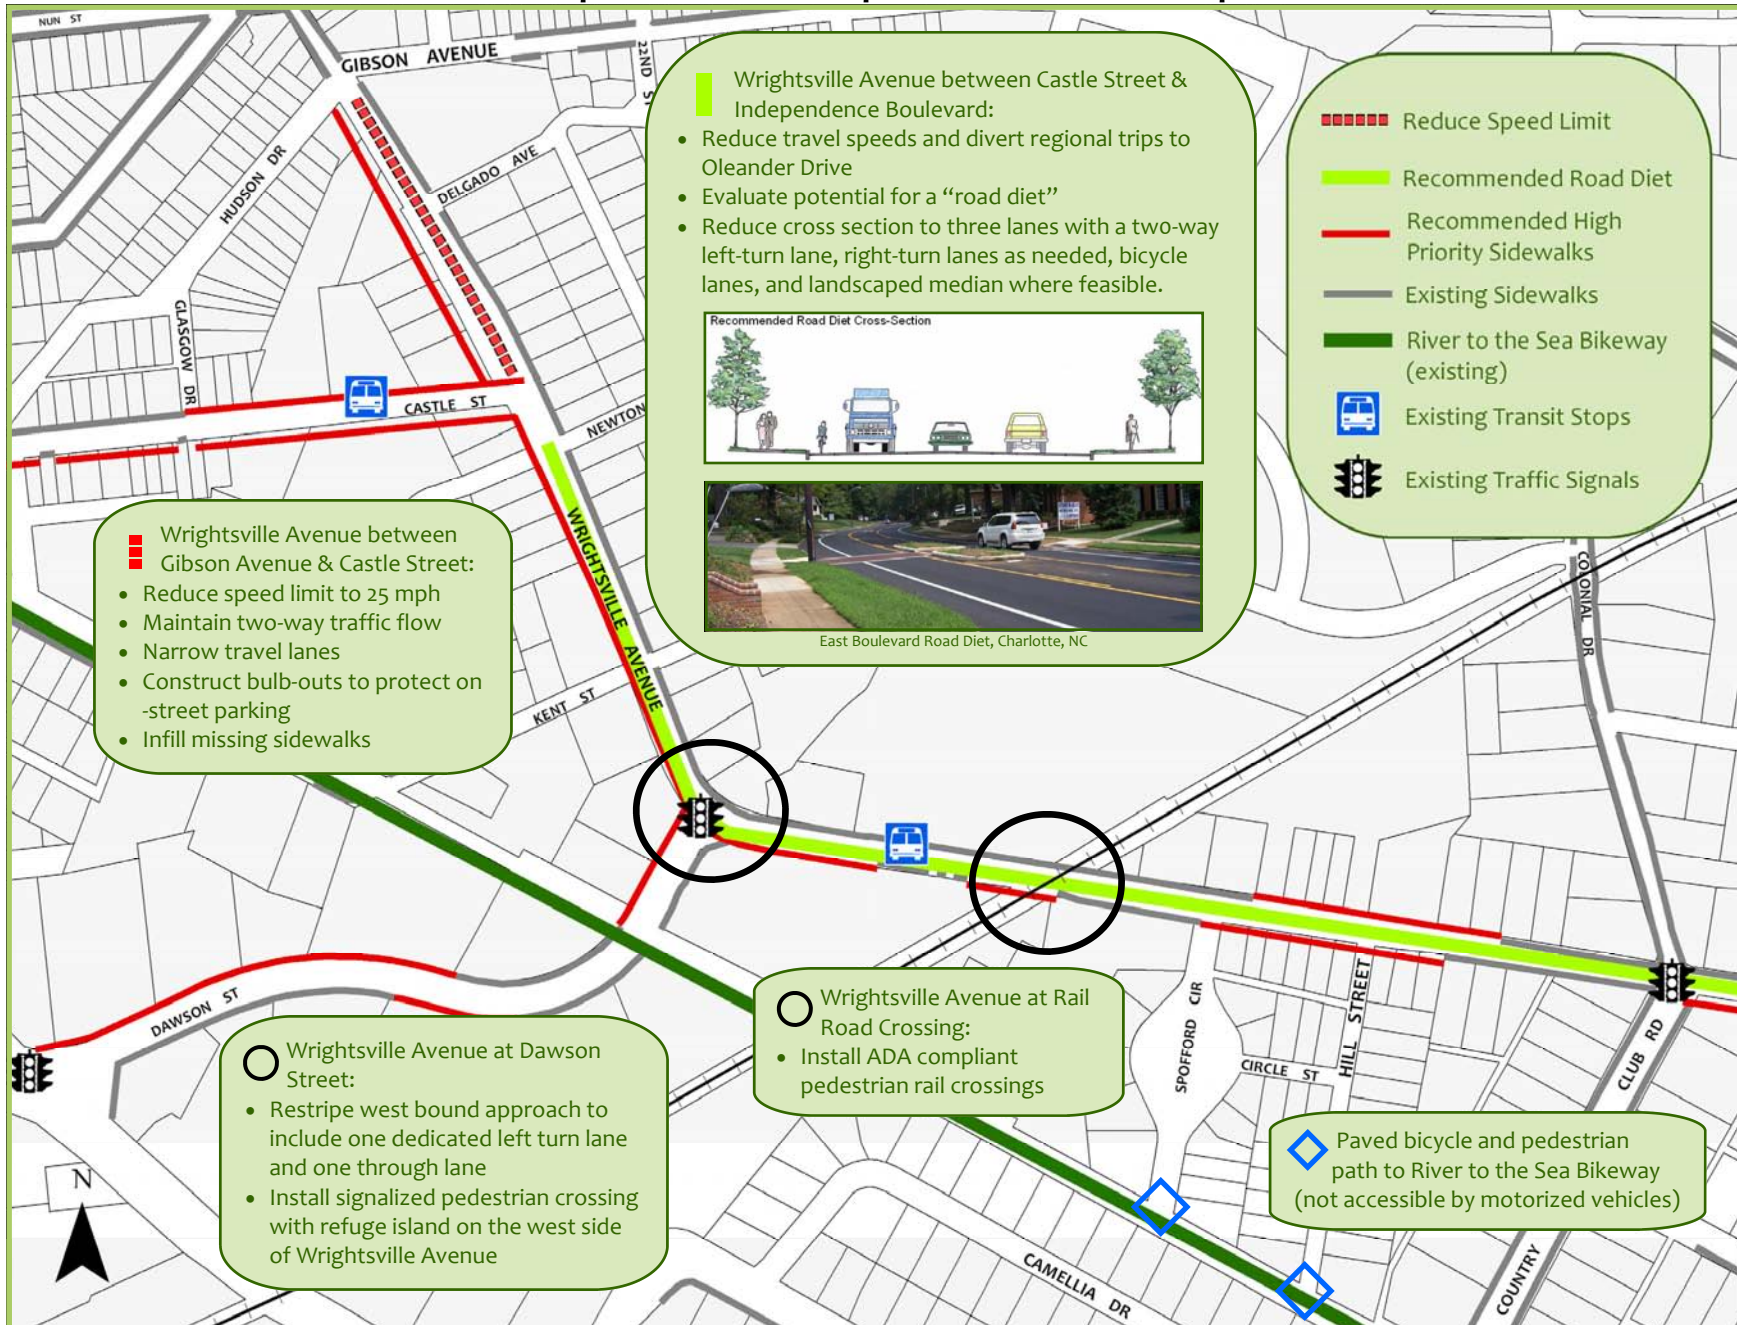 NUN ST
GIBSON AVENUE
22ND ST
HUDSON DR
DELGADO AVE
GLASGOW DR
CASTLE ST
NEWTON
WRIGHTSVILLE AVENUE
KENT ST
DAWSON ST
COLONIAL DR
SPOFFORD CIR
CIRCLE ST
HILL STREET
CLUB RD
COUNTRY
CAMELLIA DR
N
Wrightsville Avenue between Castle Street &
Independence Boulevard:
• Reduce travel speeds and divert regional trips to
Oleander Drive
• Evaluate potential for a “road diet”
• Reduce cross section to three lanes with a two-way
left-turn lane, right-turn lanes as needed, bicycle
lanes, and landscaped median where feasible.
Recommended Road Diet Cross-Section
East Boulevard Road Diet, Charlotte, NC
Reduce Speed Limit
Recommended Road Diet
Recommended High
Priority Sidewalks
Existing Sidewalks
River to the Sea Bikeway
(existing)
Existing Transit Stops
Existing Traffic Signals
Wrightsville Avenue between
Gibson Avenue & Castle Street:
• Reduce speed limit to 25 mph
• Maintain two-way traffic flow
• Narrow travel lanes
• Construct bulb-outs to protect on
-street parking
• Infill missing sidewalks
Wrightsville Avenue at Dawson
Street:
• Restripe west bound approach to
include one dedicated left turn lane
and one through lane
• Install signalized pedestrian crossing
with refuge island on the west side
of Wrightsville Avenue
Wrightsville Avenue at Rail
Road Crossing:
• Install ADA compliant
pedestrian rail crossings
Paved bicycle and pedestrian
path to River to the Sea Bikeway
(not accessible by motorized vehicles)